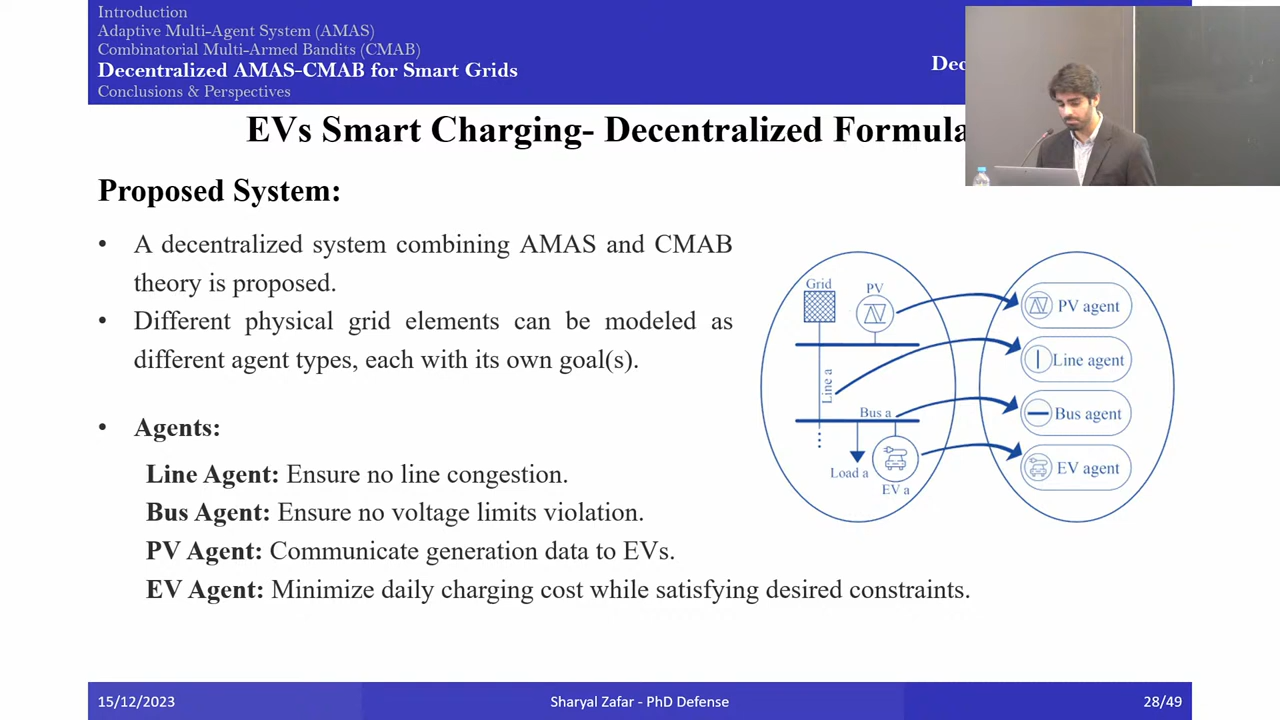 Introduction
Adaptive Multi-Agent System (AMAS)
Combinatorial Multi-Armed Bandits (CMAB)
Decentralized AMAS-CMAB for Smart Grids
Conclusions & Perspectives
EVs Smart Charging- Decentralized
Proposed System:
• A decentralized system combining AMAS and CMAB
theory is proposed.
• Different physical grid elements can be modeled as
different agent types, each with its own goal(s).
• Agents:
Line Agent: Ensure no line congestion.
Bus Agent: Ensure no voltage limits violation.
PV Agent: Communicate generation data to EVs.
EV Agent: Minimize daily charging cost while satisfying desired constraints.
Grid
PV
Line a
Bus a
Load a
EV a
PV agent
Line agent
Bus agent
EV agent
15/12/2023
Sharyal Zafar - PhD Defense
28/49